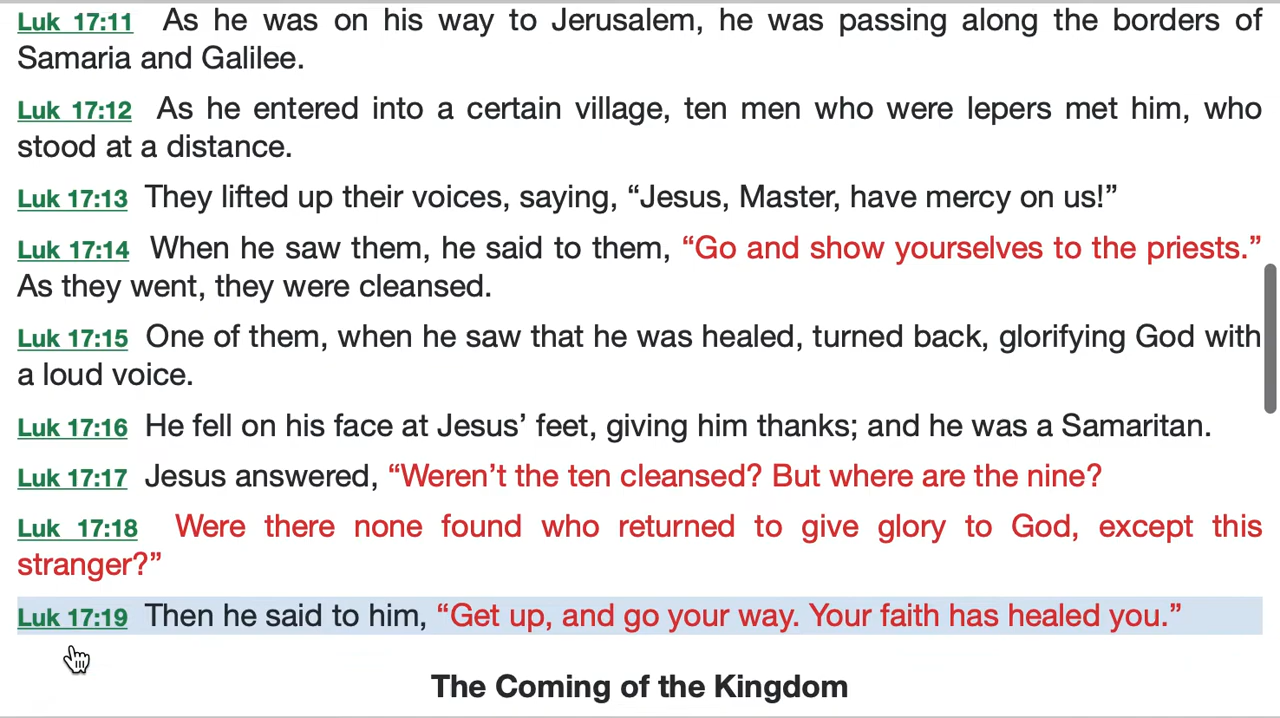 Luk 17:11 As he was on his way to Jerusalem, he was passing along the borders of
Samaria and Galilee.
Luk 17:12 As he entered into a certain village, ten men who were lepers met him, who
stood at a distance.
Luk 17:13 They lifted up their voices, saying, “Jesus, Master, have mercy on us!”
Luk 17:14 When he saw them, he said to them, “Go and show yourselves to the priests.”
As they went, they were cleansed.
Luk 17:15 One of them, when he saw that he was healed, turned back, glorifying God with
a loud voice.
Luk 17:16 He fell on his face at Jesus’ feet, giving him thanks; and he was a Samaritan.
Luk 17:17 Jesus answered, “Weren’t the ten cleansed? But where are the nine?
Luk 17:18 Were there none found who returned to give glory to God, except this
stranger?”
Luk 17:19 Then he said to him, “Get up, and go your way. Your faith has healed you.”
The Coming of the Kingdom